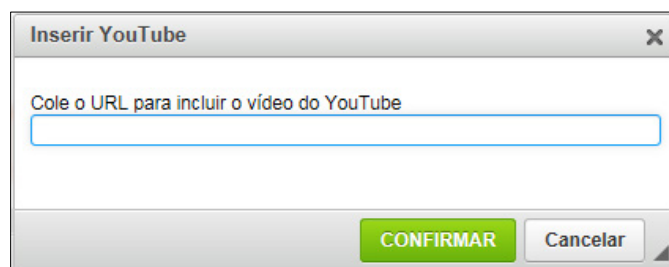 Inserir YouTube
Cole o URL para incluir o vídeo do YouTube
CONFIRMAR
Cancelar